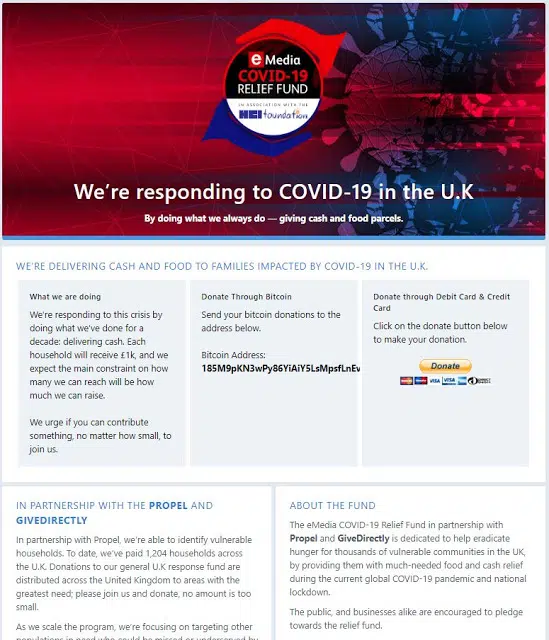 e Media
COVID-19
RELIEF FUND
IN ASSOCIATION WITH THE
HCI foundation
We're responding to COVID-19 in the U.K
By doing what we always do — giving cash and food parcels.
WE'RE DELIVERING CASH AND FOOD TO FAMILIES IMPACTED BY COVID-19 IN THE U.K.
What we are doing
We're responding to this crisis by
doing what we've done for a
decade: delivering cash. Each
household will receive £1k, and we
expect the main constraint on how
many we can reach will be how
much we can raise.
We urge if you can contribute
something, no matter how small, to
join us.
Donate Through Bitcoin
Send your bitcoin donations to the
address below.
Bitcoin Address:
185M9pKN3wPy86YiAiY5LsMpsfLnEv
Donate through Debit Card & Credit
Card
Click on the donate button below
to make your donation.
Donate
VISA VISA
IN PARTNERSHIP WITH THE PROPEL AND
GIVEDIRECTLY
In partnership with Propel, we're able to identify vulnerable
households. To date, we've paid 1,204 households across
the U.K. Donations to our general U.K response fund are
distributed across the United Kingdom to areas with the
greatest need; please join us and donate, no amount is too
small.
As we scale the program, we're focusing on targeting other
populations in need who could be missed or underserved by
ABOUT THE FUND
The eMedia COVID-19 Relief Fund in partnership with
Propel and GiveDirectly is dedicated to help eradicate
hunger for thousands of vulnerable communities in the UK,
by providing them with much-needed food and cash relief
during the current global COVID-19 pandemic and national
lockdown.
The public, and businesses alike are encouraged to pledge
towards the relief fund.